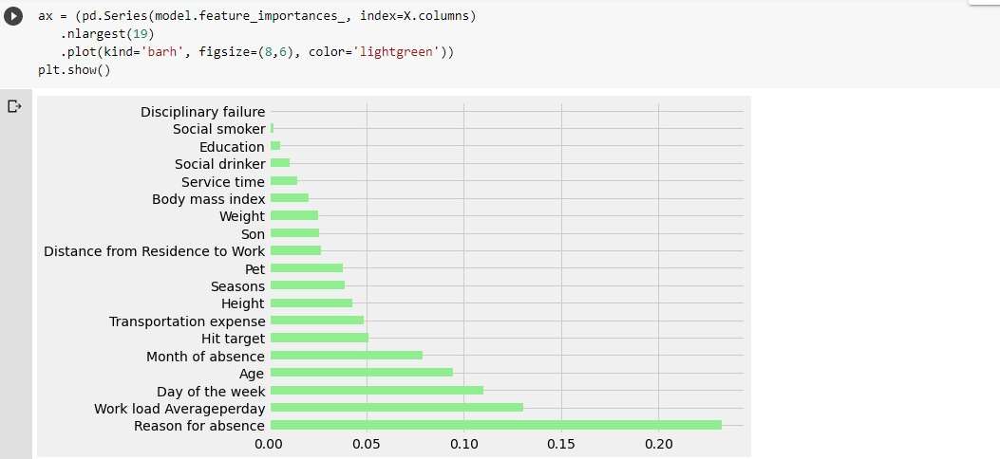 ax = (pd.Series(model.feature_importances_, index=X.columns)
.nlargest(19)
.plot(kind='barh', figsize=(8,6), color='lightgreen'))
plt.show()
Disciplinary failure
Social smoker
Education
Social drinker
Service time
Body mass index
Weight
Son
Distance from Residence to Work
Pet
Seasons
Height
Transportation expense
Hit target
Month of absence
Age
Day of the week
Work load Averageperday
Reason for absence
0.00 0.05 0.10 0.15 0.20